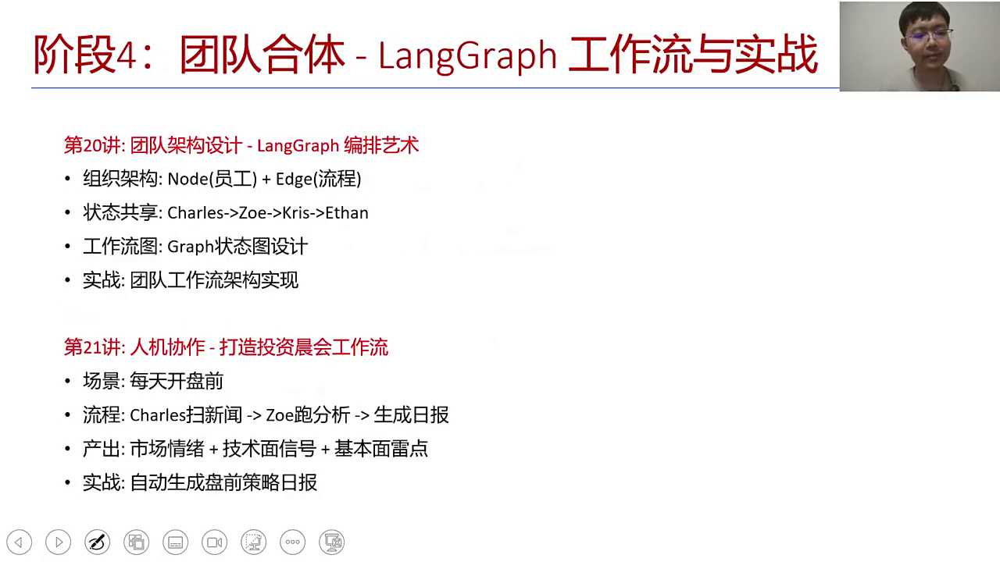 阶段4：团队合体 - LangGraph 工作流与实战
第20讲: 团队架构设计 - LangGraph 编排艺术
• 组织架构: Node(员工) + Edge(流程)
• 状态共享: Charles->Zoe->Kris->Ethan
• 工作流图: Graph状态图设计
• 实战: 团队工作流架构实现
第21讲: 人机协作 - 打造投资晨会工作流
• 场景: 每天开盘前
• 流程: Charles扫新闻 -> Zoe跑分析 -> 生成日报
• 产出: 市场情绪 + 技术面信号 + 基本面雷点
• 实战: 自动生成盘前策略日报